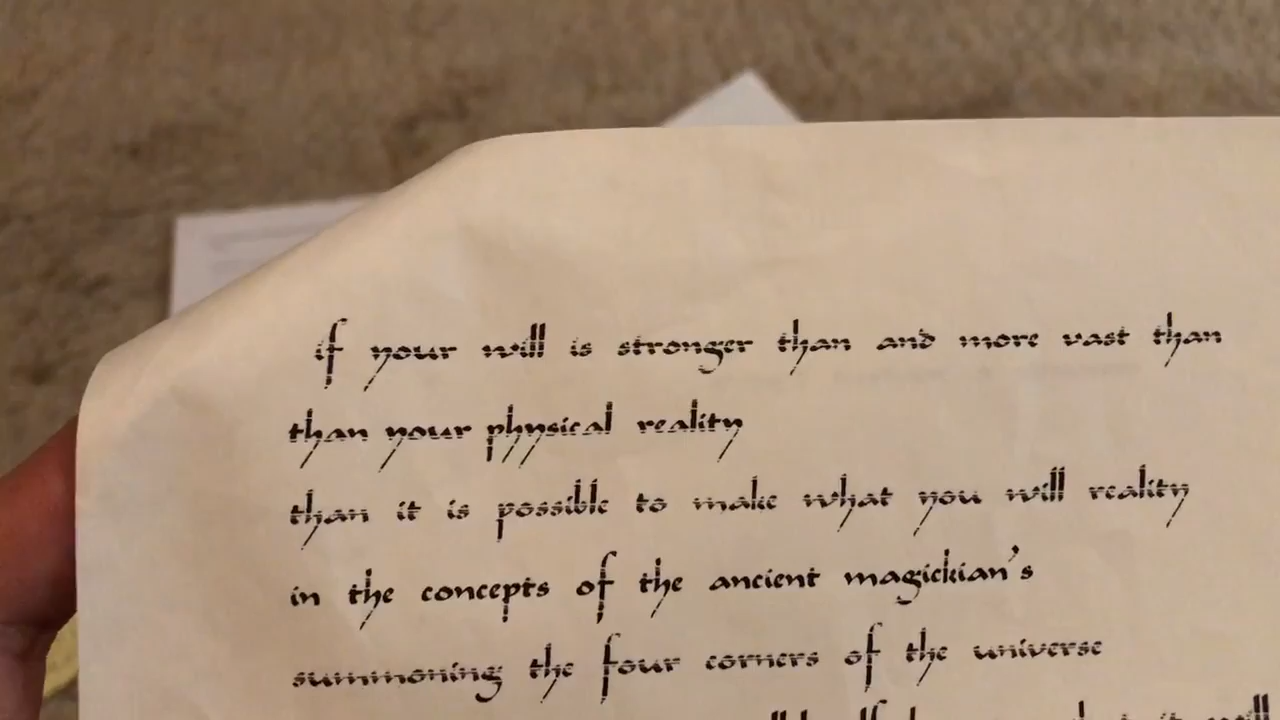 if your will is stronger than and more vast than
than your physical reality
than it is possible to make what you will reality
in the concepts of the ancient magickian's
summoning the four corners of the universe